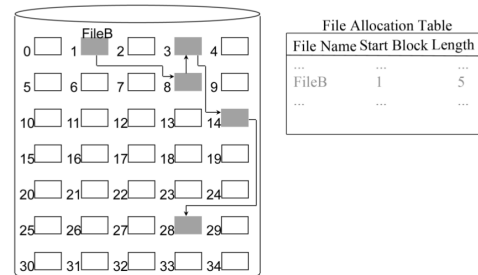 FileB
0 1 2 3 4
5 6 7 8 9
10 11 12 13 14
15 16 17 18 19
20 21 22 23 24
25 26 27 28 29
30 31 32 33 34
File Allocation Table
File Name Start Block Length
... ... ...
FileB 1 5
... ... ...